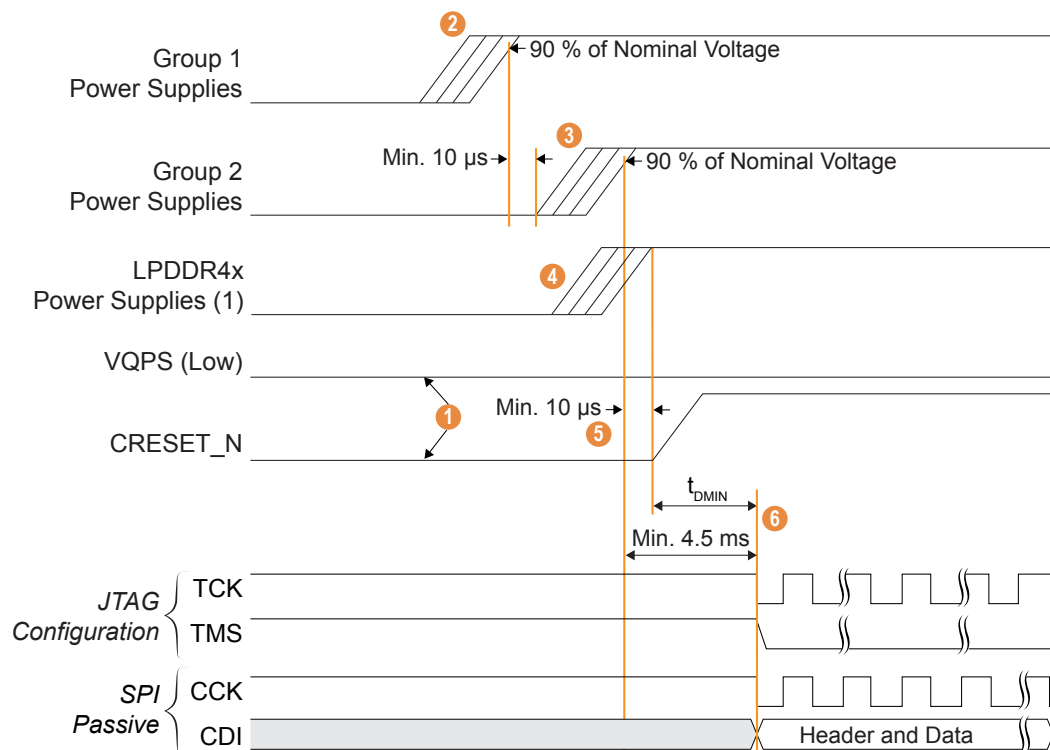 2
Group 1
Power Supplies
90 % of Nominal Voltage
3
Min. 10 µs
Group 2
Power Supplies
90 % of Nominal Voltage
LPDDR4x
Power Supplies (1)
4
VQPS (Low)
1
Min. 10 µs
5
CRESET_N
tDMIN
6
Min. 4.5 ms
JTAG
Configuration
TCK
TMS
SPI
Passive
CCK
CDI
Header and Data